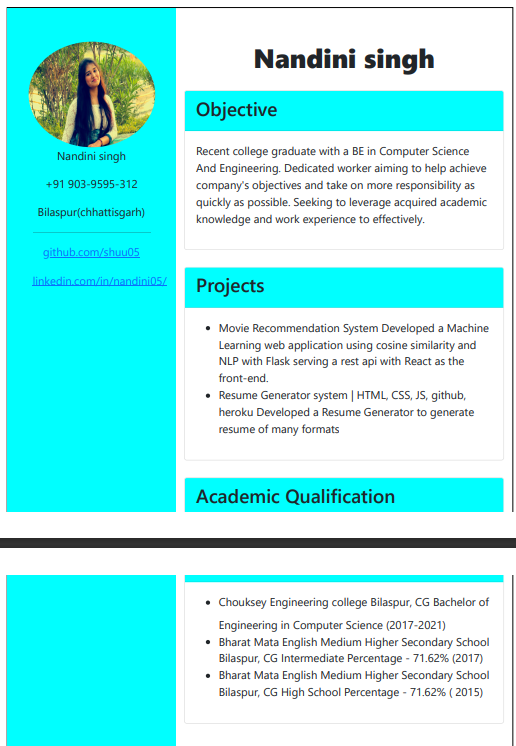 Nandini singh
+91 903-9595-312
Bilaspur(chhattisgarh)
github.com/shuu05
linkedin.com/in/nandini05/
Nandini singh
Objective
Recent college graduate with a BE in Computer Science
And Engineering. Dedicated worker aiming to help achieve
company's objectives and take on more responsibility as
quickly as possible. Seeking to leverage acquired academic
knowledge and work experience to effectively.
Projects
• Movie Recommendation System Developed a Machine
Learning web application using cosine similarity and
NLP with Flask serving a rest api with React as the
front-end.
• Resume Generator system | HTML, CSS, JS, github,
heroku Developed a Resume Generator to generate
resume of many formats
Academic Qualification
• Chouksey Engineering college Bilaspur, CG Bachelor of
Engineering in Computer Science (2017-2021)
• Bharat Mata English Medium Higher Secondary School
Bilaspur, CG Intermediate Percentage - 71.62% (2017)
• Bharat Mata English Medium Higher Secondary School
Bilaspur, CG High School Percentage - 71.62% ( 2015)